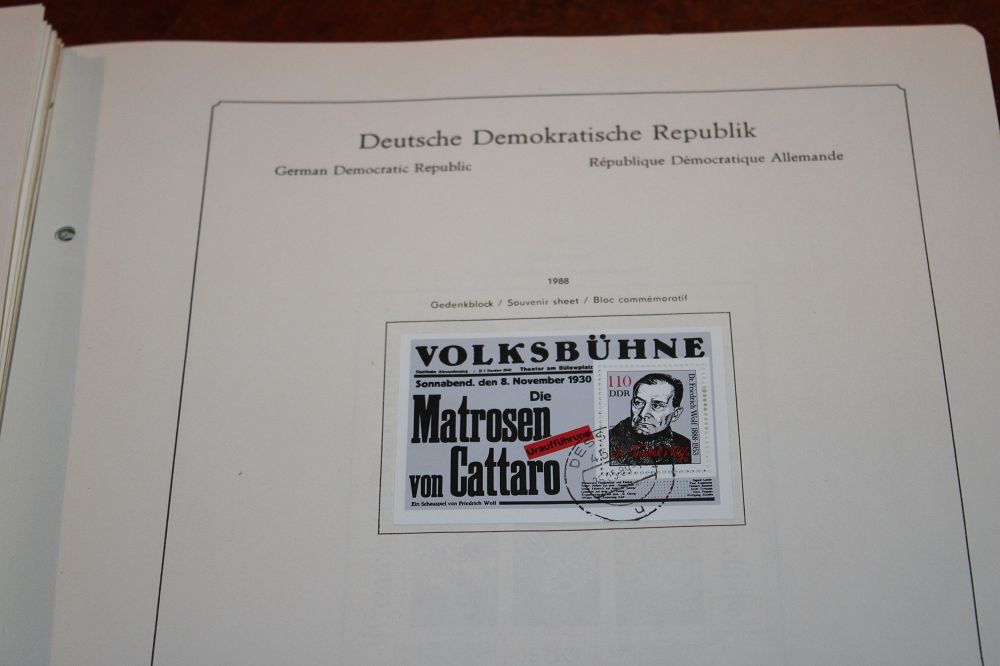 Deutsche Demokratische Republik
German Democratic Republic
République Démocratique Allemande
1988
Gedenkblock / Souvenir sheet / Bloc commémoratif
VOLKSBÜHNE
Theater am Bülowplatz
Sonnabend, den 8. November 1930
Die
Matrosen
Uraufführung
von Cattaro
Ein Schauspiel von Friedrich Wolf
110
DDR
Dr. Friedrich Wolf 1888-1953